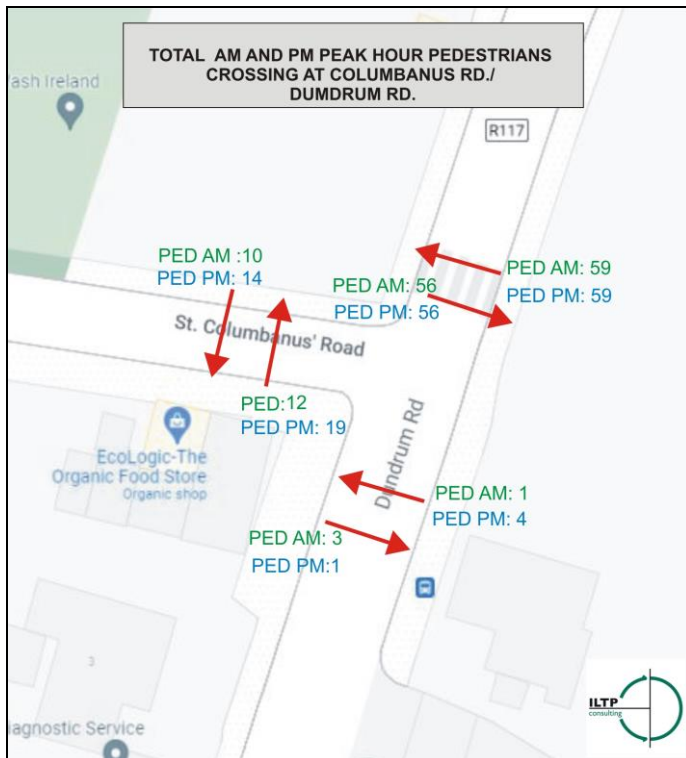 TOTAL AM AND PM PEAK HOUR PEDESTRIANS
CROSSING AT COLUMBANUS RD./
DUMDRUM RD.
ash Ireland
R117
PED AM :10
PED PM: 14
PED AM: 56
PED PM: 56
PED AM: 59
PED PM: 59
St. Columbanus' Road
PED:12
PED PM: 19
EcoLogic-The
Organic Food Store
Organic shop
Dundrum Rd
PED AM: 1
PED PM: 4
PED AM: 3
PED PM:1
3
iagnostic Service
ILTP
consulting